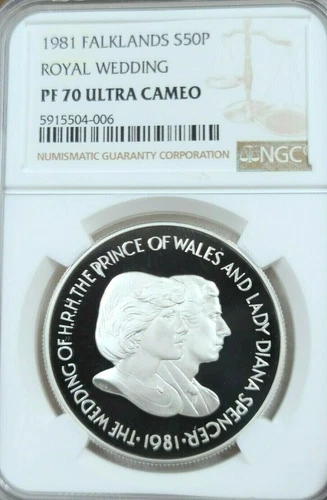 1981 FALKLANDS S50P
ROYAL WEDDING
PF 70 ULTRA CAMEO
5915504-006
NUMISMATIC GUARANTY CORPORATION
NGC
THE WEDDING OF H.R.H. THE PRINCE OF WALES AND LADY DIANA SPENCER
· 1981 ·